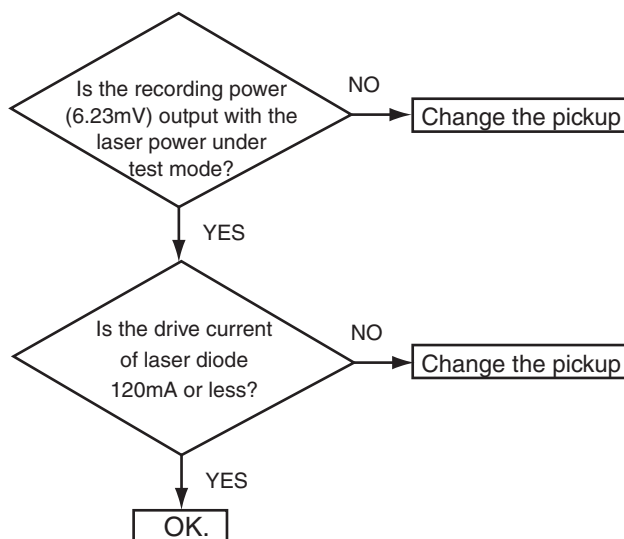 Is the recording power
(6.23mV) output with the
laser power under
test mode?
NO
Change the pickup
YES
Is the drive current
of laser diode
120mA or less?
NO
Change the pickup
YES
OK.